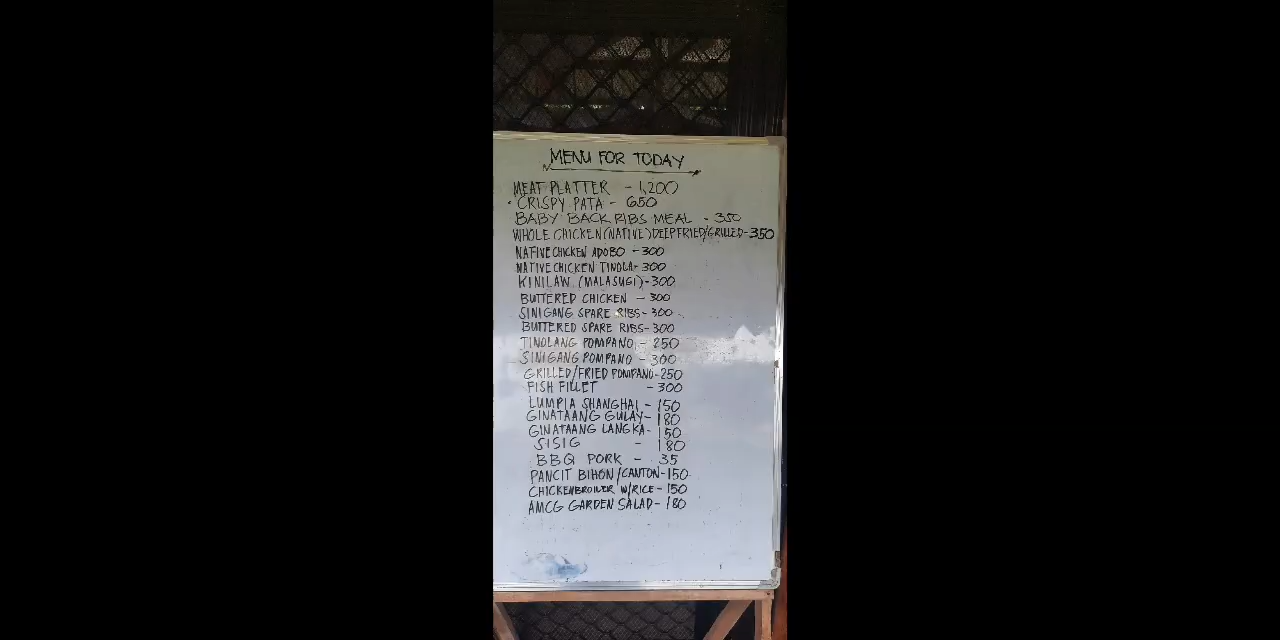 MENU FOR TODAY
MEAT PLATTER - 1,200
CRISPY PATA - 650
BABY BACK RIBS MEAL - 350
WHOLE CHICKEN (NATIVE) DEEPFRIED/GRILLED-350
NATIVE CHICKEN ADOBO - 300
NATIVE CHICKEN TINOLA-300
KINILAW (MALASUGI)-300
BUTTERED CHICKEN - 300
SINIGANG SPARE RIBS-300
BUTTERED SPARE RIBS-300
TINOLANG POMPANO - 250
SINIGANG POMPANO - 300
GRILLED/FRIED POMPANO-250
FISH FILLET - 300
LUMPIA SHANGHAI - 150
GINATAANG GULAY- 180
GINATAANG LANGKA- 150
SISIG - 180
BBQ PORK - 35
PANCIT BIHON/CANTON-150
CHICKENBROILER W/RICE-150
AMCG GARDEN SALAD-180